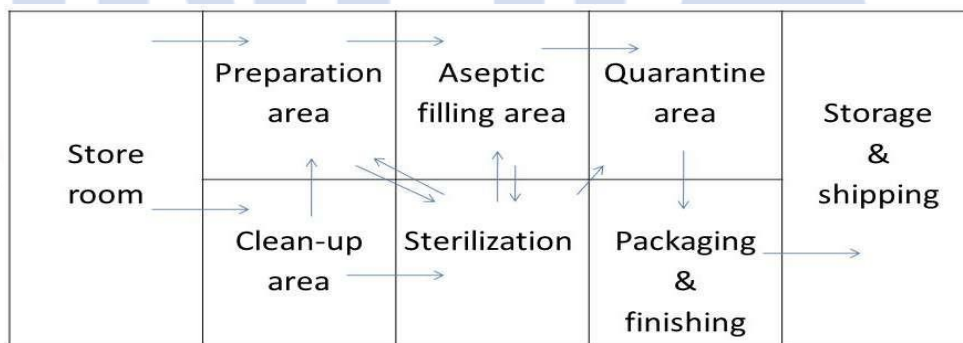 Store
room
Preparation
area
Aseptic
filling area
Quarantine
area
Clean-up
area
Sterilization
Packaging
&
finishing
Storage
&
shipping